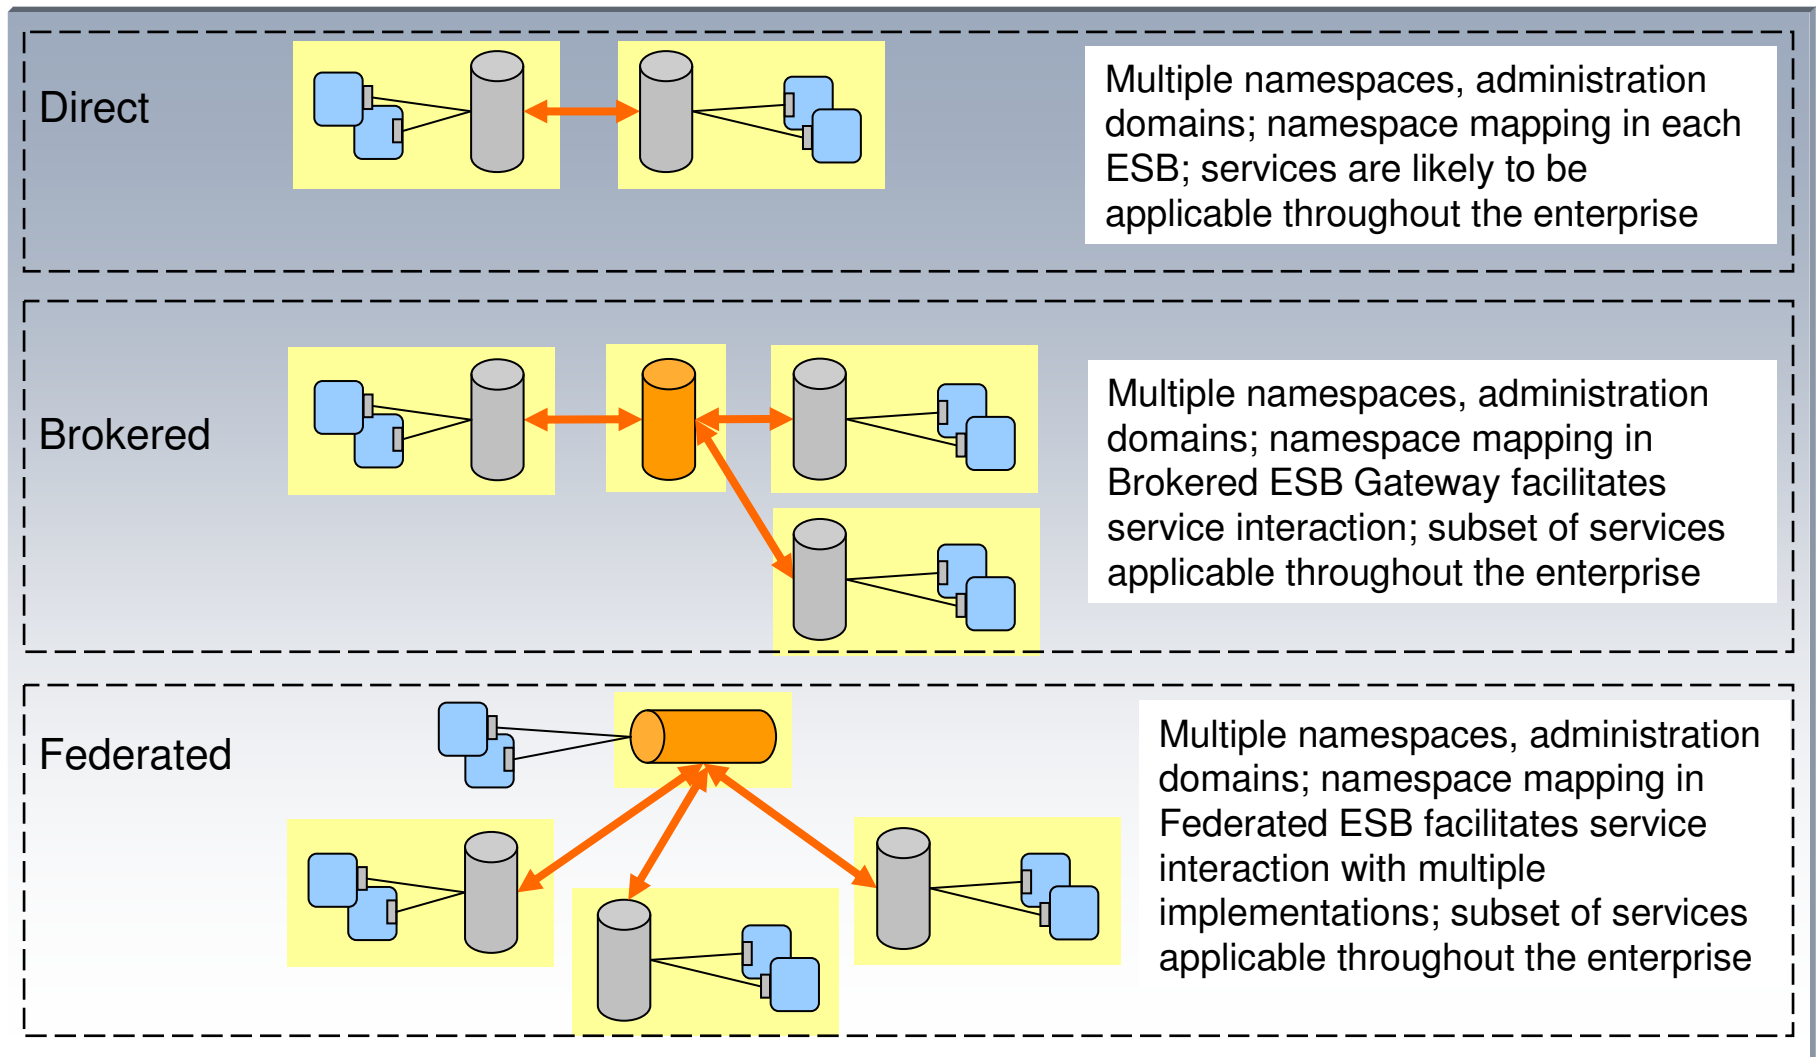 Direct
Multiple namespaces, administration
domains; namespace mapping in each
ESB; services are likely to be
applicable throughout the enterprise
Brokered
Multiple namespaces, administration
domains; namespace mapping in
Brokered ESB Gateway facilitates
service interaction; subset of services
applicable throughout the enterprise
Federated
Multiple namespaces, administration
domains; namespace mapping in
Federated ESB facilitates service
interaction with multiple
implementations; subset of services
applicable throughout the enterprise